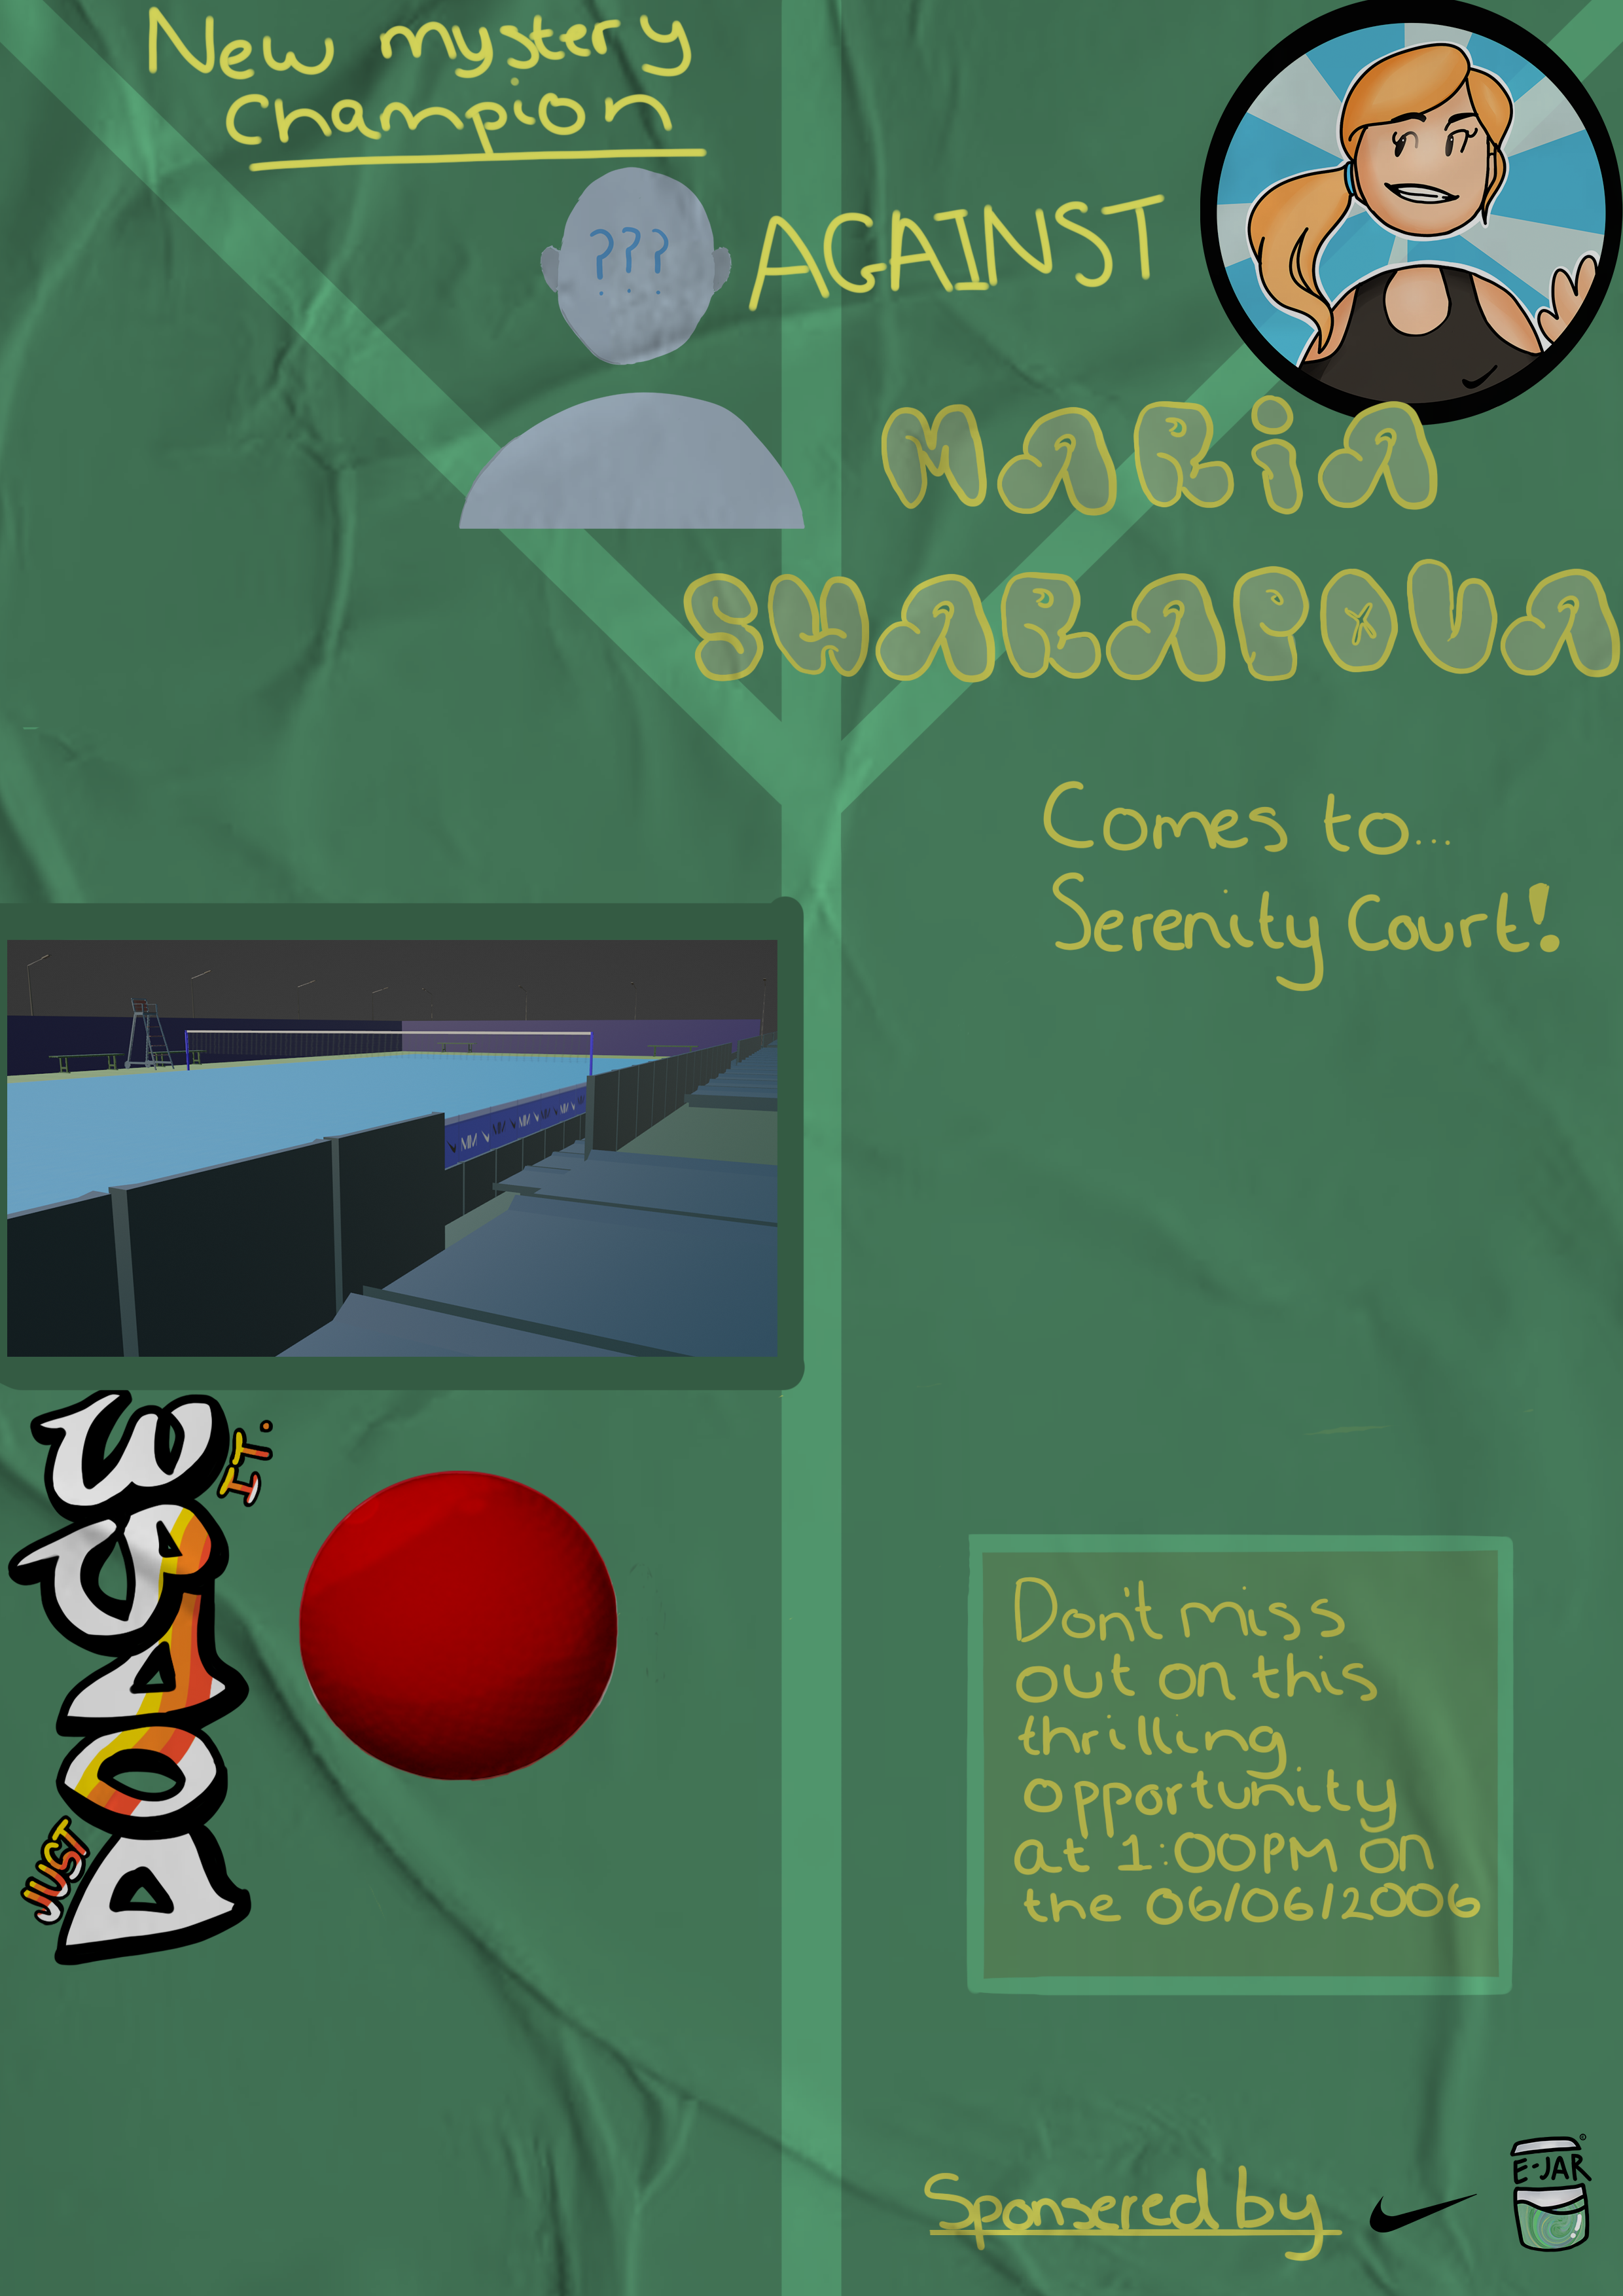 New mystery
Champion
???
AGAINST
MARiA
SHARAPOVA
Comes to...
Serenity Court!
JUST
IT.
Don't miss
out on this
thrilling
opportunity
at 1:00PM on
the 06/06/2006
Sponsered by
E-JAR